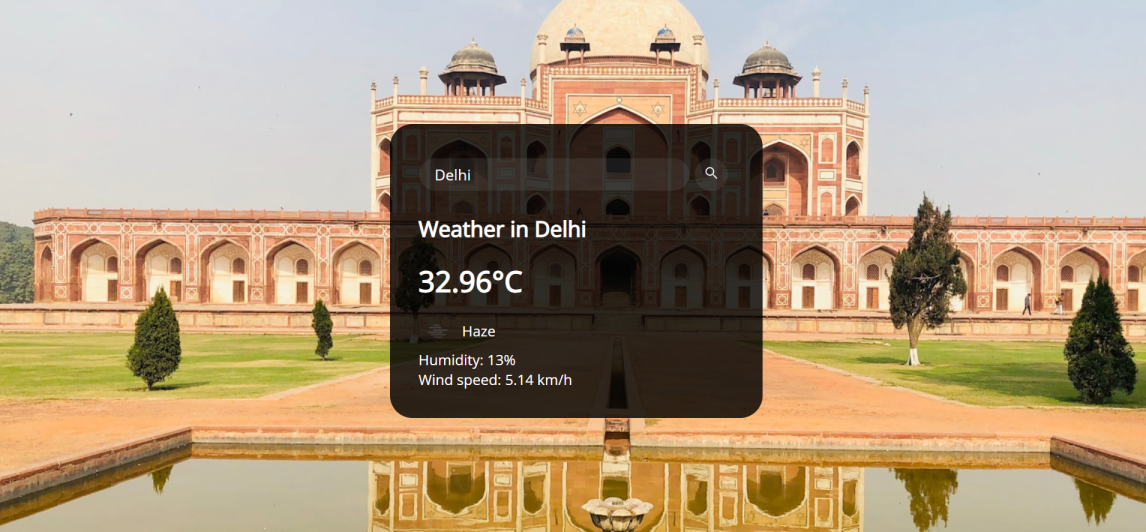 Delhi
Weather in Delhi
32.96°C
Haze
Humidity: 13%
Wind speed: 5.14 km/h